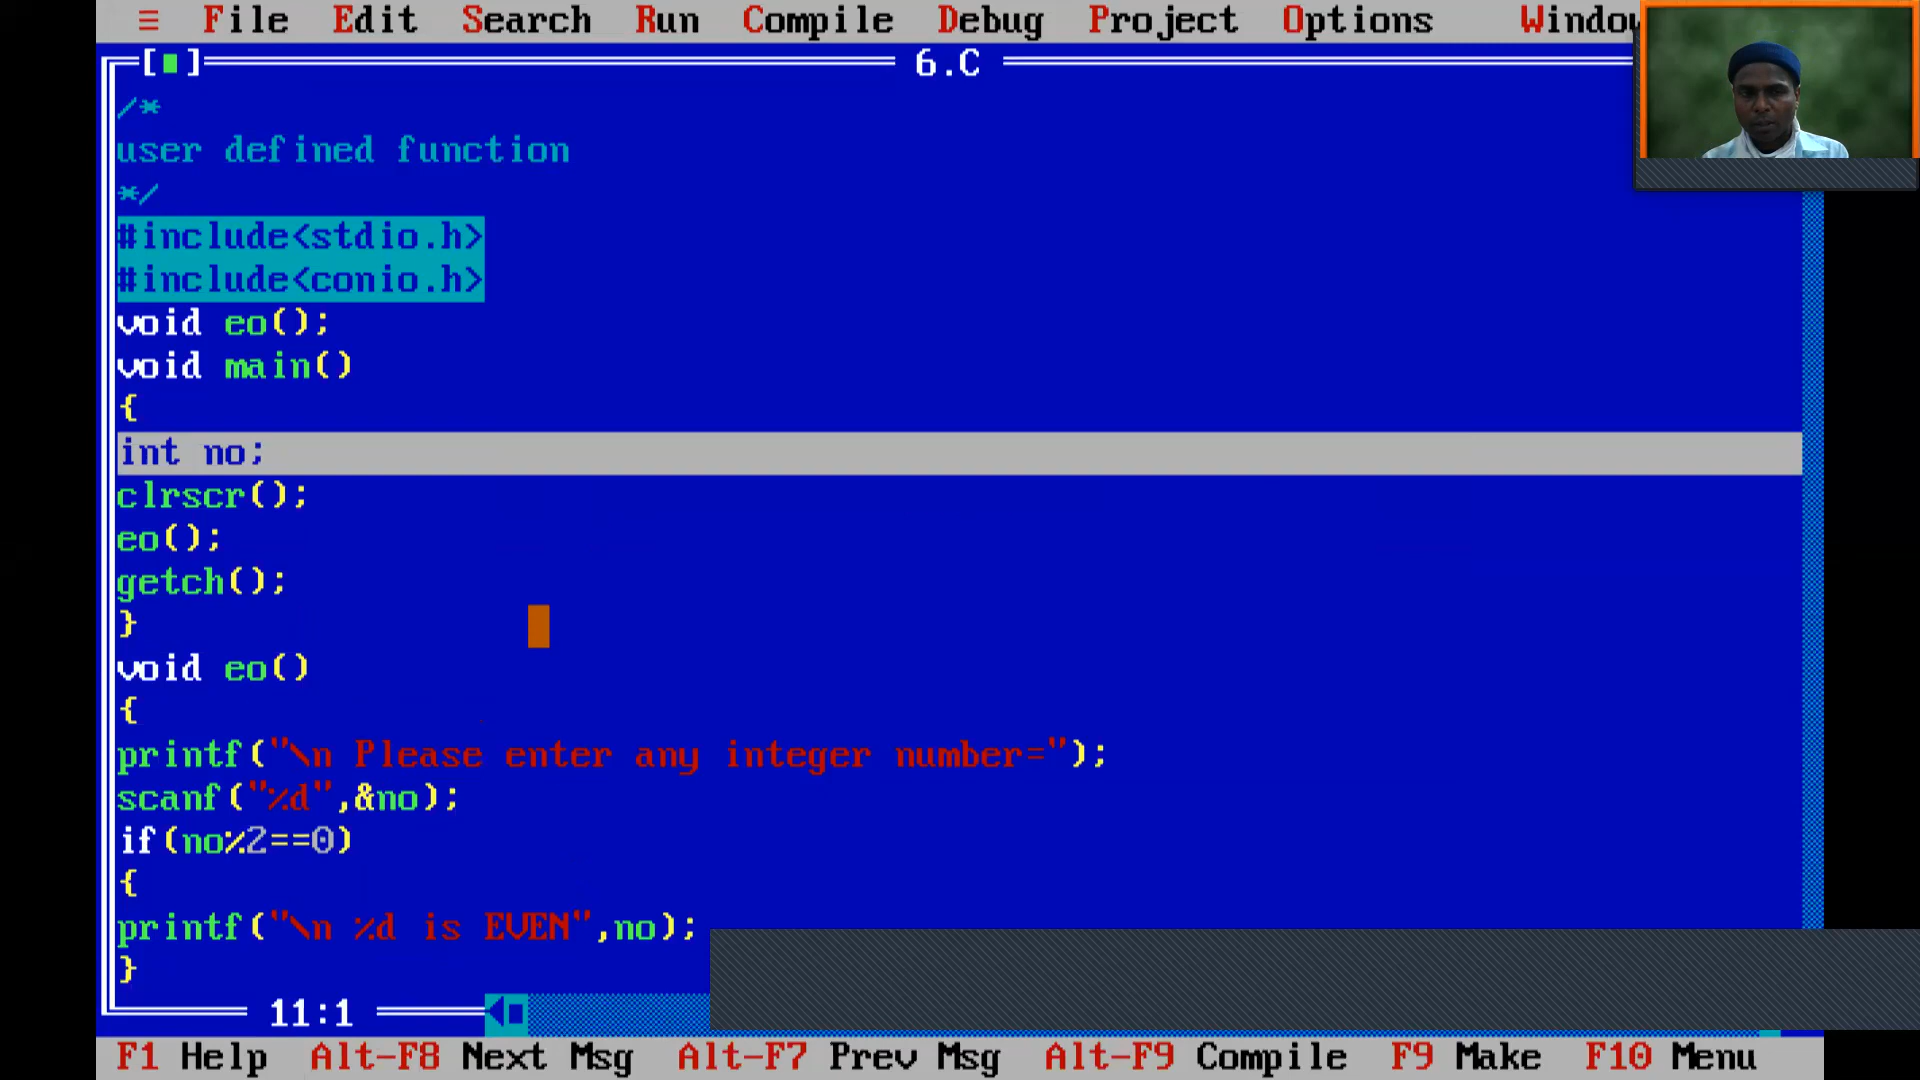 ≡ File Edit Search Run Compile Debug Project Options Window
[■] 6.C
/*
user defined function
*/
#include<stdio.h>
#include<conio.h>
void eo();
void main()
{
int no;
clrscr();
eo();
getch();
}
void eo()
{
printf("\n Please enter any integer number=");
scanf("%d",&no);
if(no%2==0)
{
printf("\n %d is EVEN",no);
}
11:1
F1 Help Alt-F8 Next Msg Alt-F7 Prev Msg Alt-F9 Compile F9 Make F10 Menu